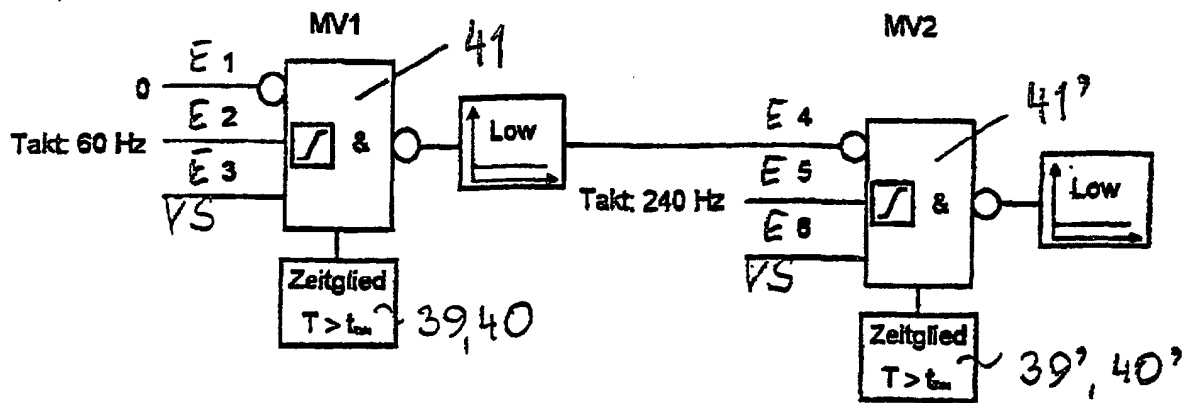 MV1
MV2
41
E 1
0
E 2
Takt: 60 Hz
&
Low
E 3
VS
Zeitglied
39, 40
41'
E 4
E 5
Takt: 240 Hz
&
Low
E 6
VS
Zeitglied
39', 40'